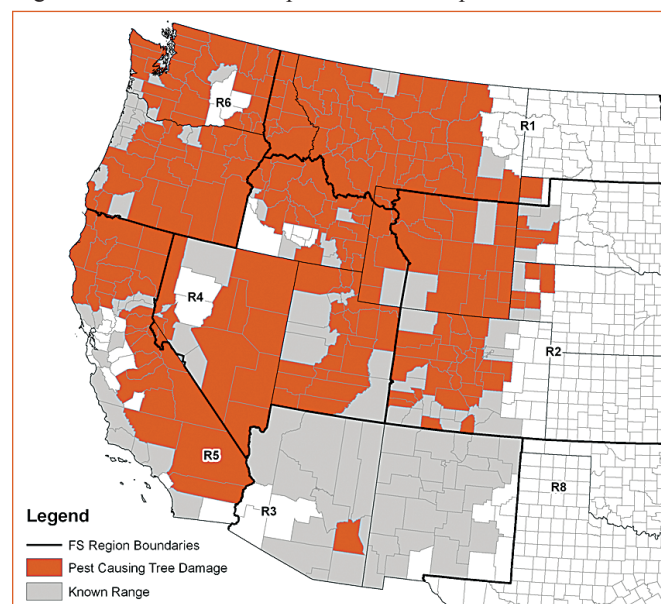 R6
R1
R4
R2
R5
R8
R3
Legend
FS Region Boundaries
Pest Causing Tree Damage
Known Range